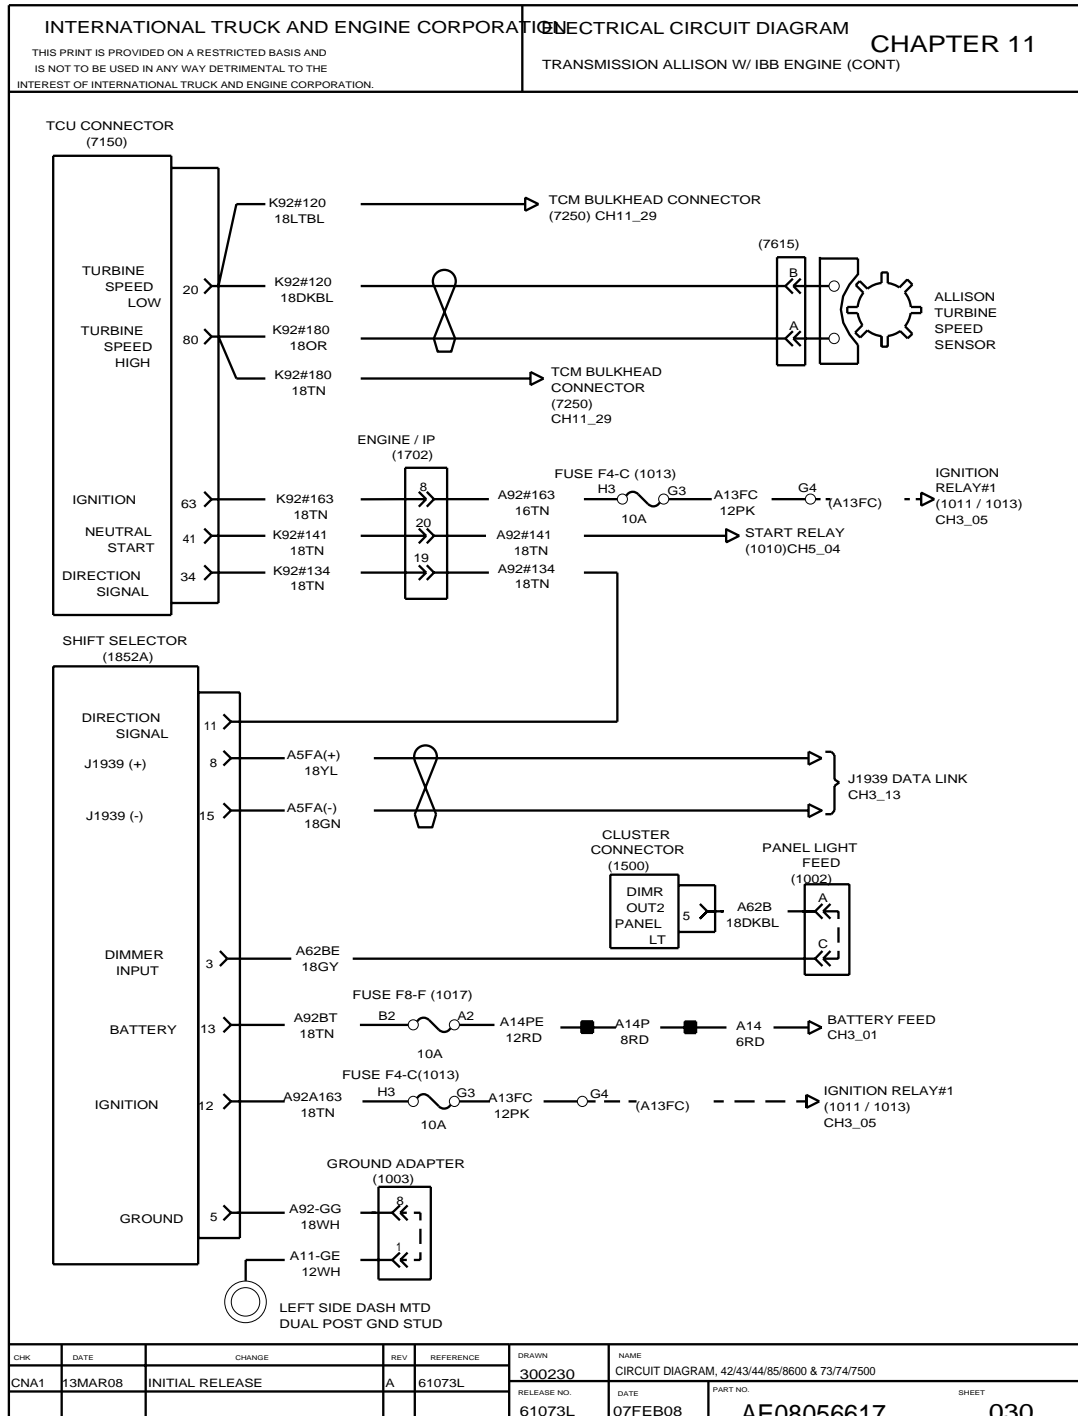 INTERNATIONAL TRUCK AND ENGINE CORPORATION
THIS PRINT IS PROVIDED ON A RESTRICTED BASIS AND
IS NOT TO BE USED IN ANY WAY DETRIMENTAL TO THE
INTEREST OF INTERNATIONAL TRUCK AND ENGINE CORPORATION.
ELECTRICAL CIRCUIT DIAGRAM
TRANSMISSION ALLISON W/ IBB ENGINE (CONT)
CHAPTER 11
TCU CONNECTOR
(7150)
K92#120
18LTBL
TCM BULKHEAD CONNECTOR
(7250) CH11_29
TURBINE
SPEED
LOW
20
K92#120
18DKBL
(7615)
B
A
ALLISON
TURBINE
SPEED
SENSOR
TURBINE
SPEED
HIGH
80
K92#180
18OR
K92#180
18TN
TCM BULKHEAD
CONNECTOR
(7250)
CH11_29
ENGINE / IP
(1702)
IGNITION
63
K92#163
18TN
8
A92#163
16TN
FUSE F4-C (1013)
H3
G3
10A
A13FC
12PK
G4
(A13FC)
IGNITION
RELAY#1
(1011 / 1013)
CH3_05
NEUTRAL
START
41
K92#141
18TN
20
A92#141
18TN
START RELAY
(1010)CH5_04
DIRECTION
SIGNAL
34
K92#134
18TN
19
A92#134
18TN
SHIFT SELECTOR
(1852A)
DIRECTION
SIGNAL
11
J1939 (+)
8
A5FA(+)
18YL
J1939 (-)
15
A5FA(-)
18GN
J1939 DATA LINK
CH3_13
CLUSTER
CONNECTOR
(1500)
DIMR
OUT2
PANEL
LT
5
A62B
18DKBL
PANEL LIGHT
FEED
(1002)
A
C
DIMMER
INPUT
3
A62BE
18GY
BATTERY
13
A92BT
18TN
FUSE F8-F (1017)
B2
A2
10A
A14PE
12RD
A14P
8RD
A14
6RD
BATTERY FEED
CH3_01
IGNITION
12
A92A163
18TN
FUSE F4-C(1013)
H3
G3
10A
A13FC
12PK
G4
(A13FC)
IGNITION RELAY#1
(1011 / 1013)
CH3_05
GROUND ADAPTER
(1003)
GROUND
5
A92-GG
18WH
8
A11-GE
12WH
1
LEFT SIDE DASH MTD
DUAL POST GND STUD
CHK DATE CHANGE REV REFERENCE
CNA1 13MAR08 INITIAL RELEASE A 61073L
DRAWN
300230
NAME
CIRCUIT DIAGRAM, 42/43/44/85/8600 & 73/74/7500
RELEASE NO.
61073L
DATE
07FEB08
PART NO.
AE08056617
SHEET
030